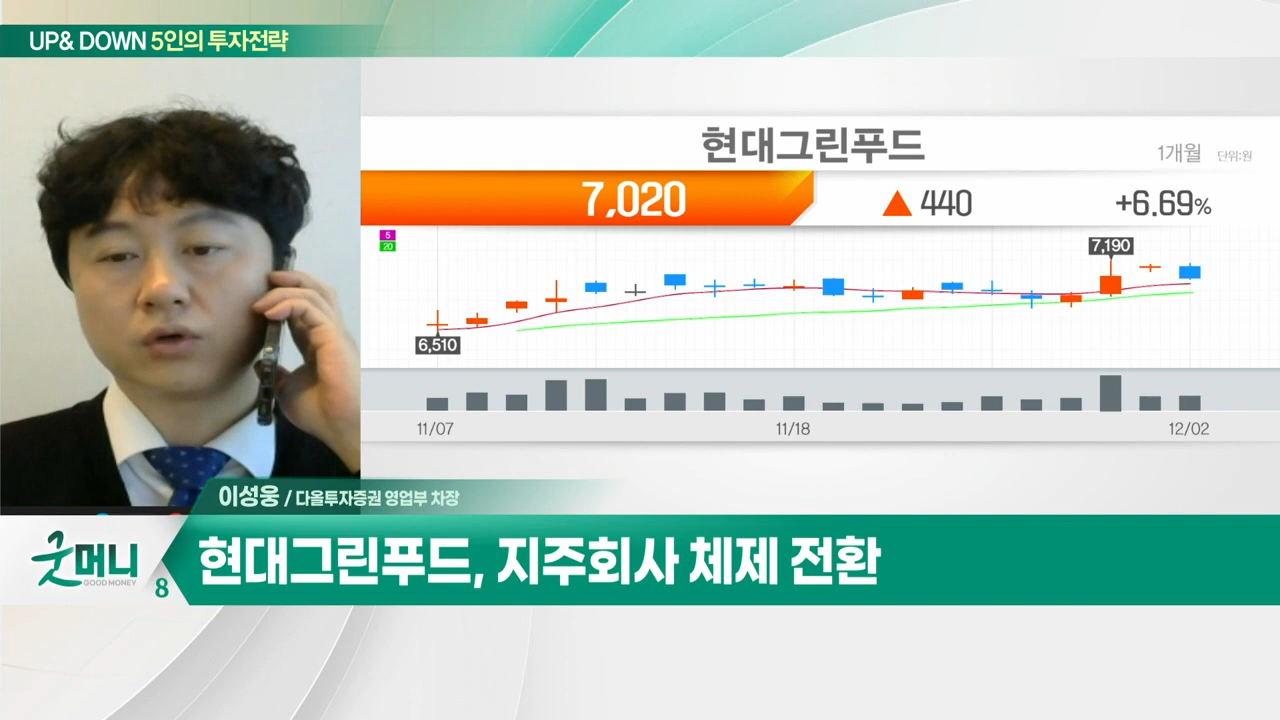 UP& DOWN 5인의 투자전략
현대그린푸드
1개월 단위:원
7,020
▲ 440
+6.69%
5
20
7,190
6,510
11/07
11/18
12/02
이성웅 / 다올투자증권 영업부 차장
굿머니
GOOD MONEY
8
현대그린푸드, 지주회사 체제 전환